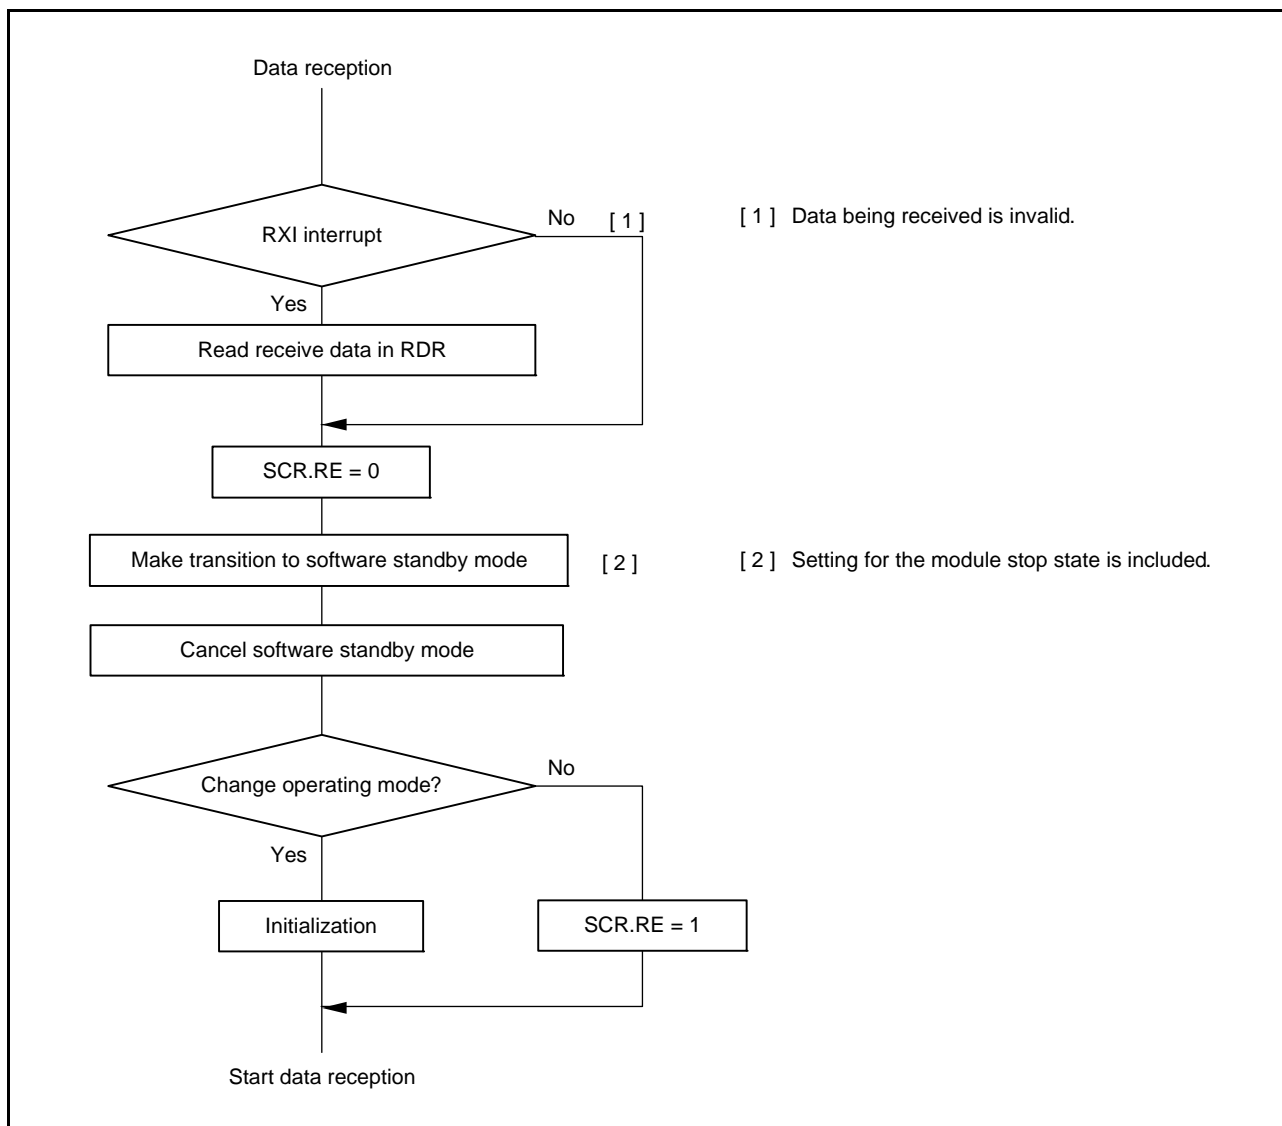 Data reception
RXI interrupt
No
[ 1 ]
[ 1 ] Data being received is invalid.
Yes
Read receive data in RDR
SCR.RE = 0
Make transition to software standby mode
[ 2 ]
[ 2 ] Setting for the module stop state is included.
Cancel software standby mode
Change operating mode?
No
Yes
Initialization
SCR.RE = 1
Start data reception